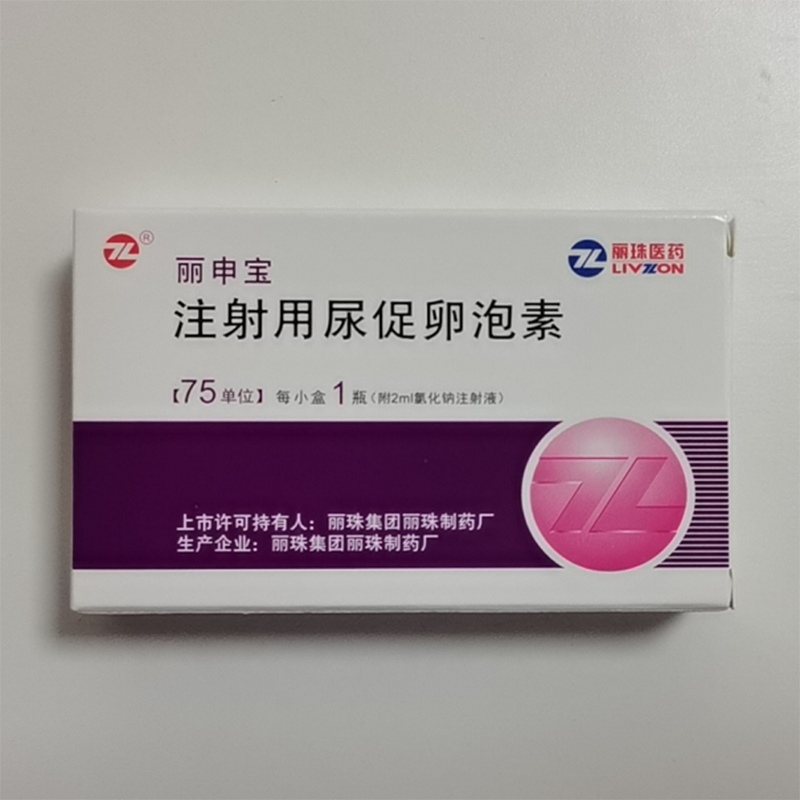 ZL®
丽珠医药
LIVZON
丽申宝
注射用尿促卵泡素
【75单位】 每小盒1瓶（附2ml氯化钠注射液）
上市许可持有人：丽珠集团丽珠制药厂
生产企业：丽珠集团丽珠制药厂
ZL